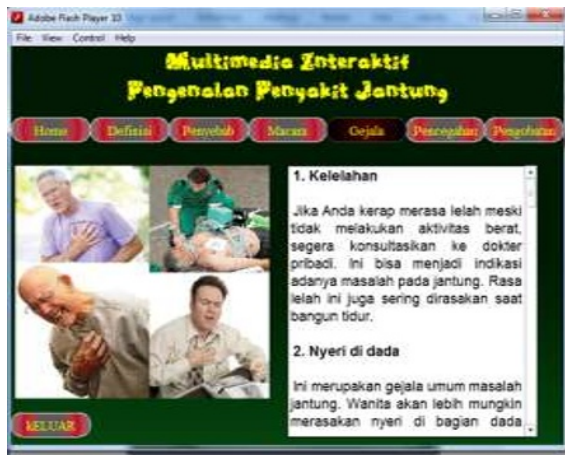 Adobe Flash Player 10
File View Control Help
Multimedia Interaktif
Pengenalan Penyakit Jantung
Home Definisi Penyebab Macam Gejala Pencegahan Pengobatan
1. Kelelahan
Jika Anda kerap merasa lelah meski
tidak melakukan aktivitas berat,
segera konsultasikan ke dokter
pribadi. Ini bisa menjadi indikasi
adanya masalah pada jantung. Rasa
lelah ini juga sering dirasakan saat
bangun tidur.
2. Nyeri di dada
Ini merupakan gejala umum masalah
jantung. Wanita akan lebih mungkin
merasakan nyeri di bagian dada
KELUAR